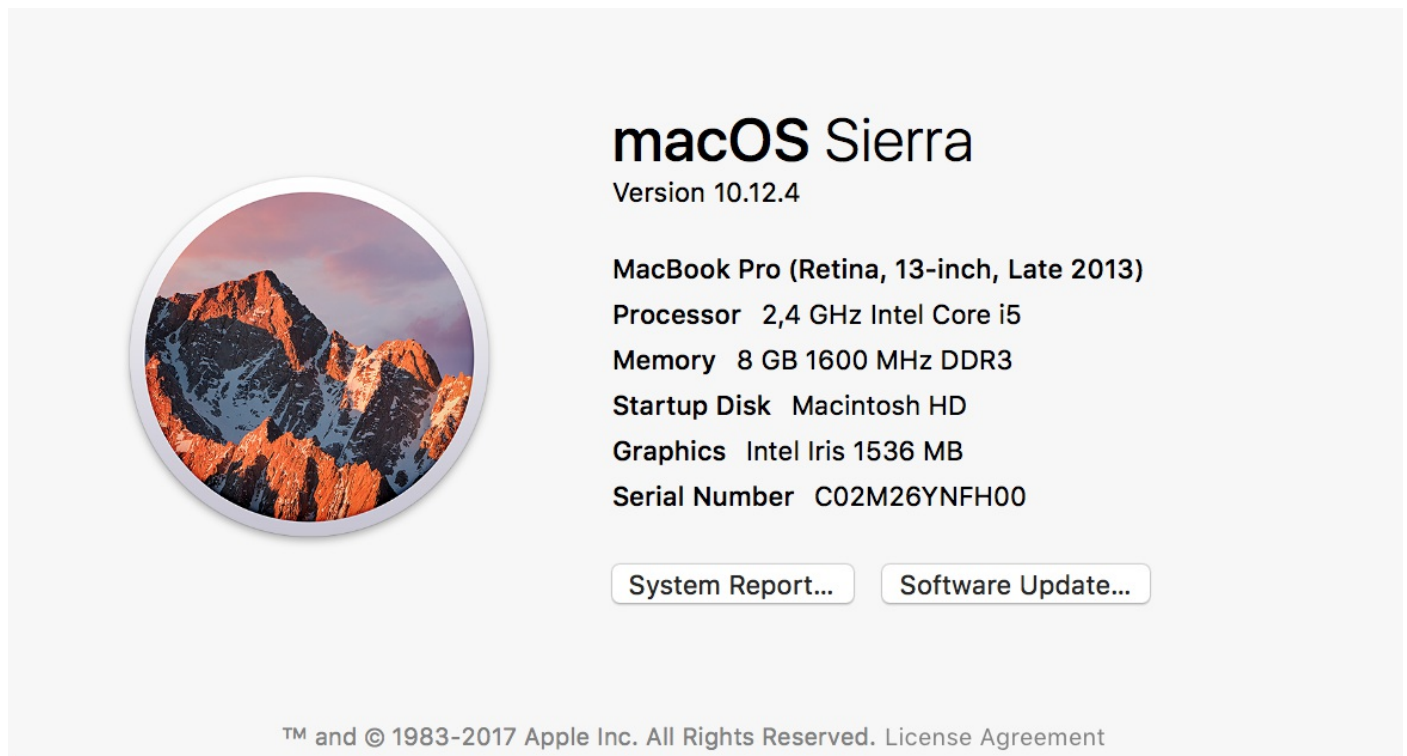 macOS Sierra
Version 10.12.4
MacBook Pro (Retina, 13-inch, Late 2013)
Processor 2,4 GHz Intel Core i5
Memory 8 GB 1600 MHz DDR3
Startup Disk Macintosh HD
Graphics Intel Iris 1536 MB
Serial Number C02M26YNFH00
System Report... Software Update...
™ and © 1983-2017 Apple Inc. All Rights Reserved. License Agreement